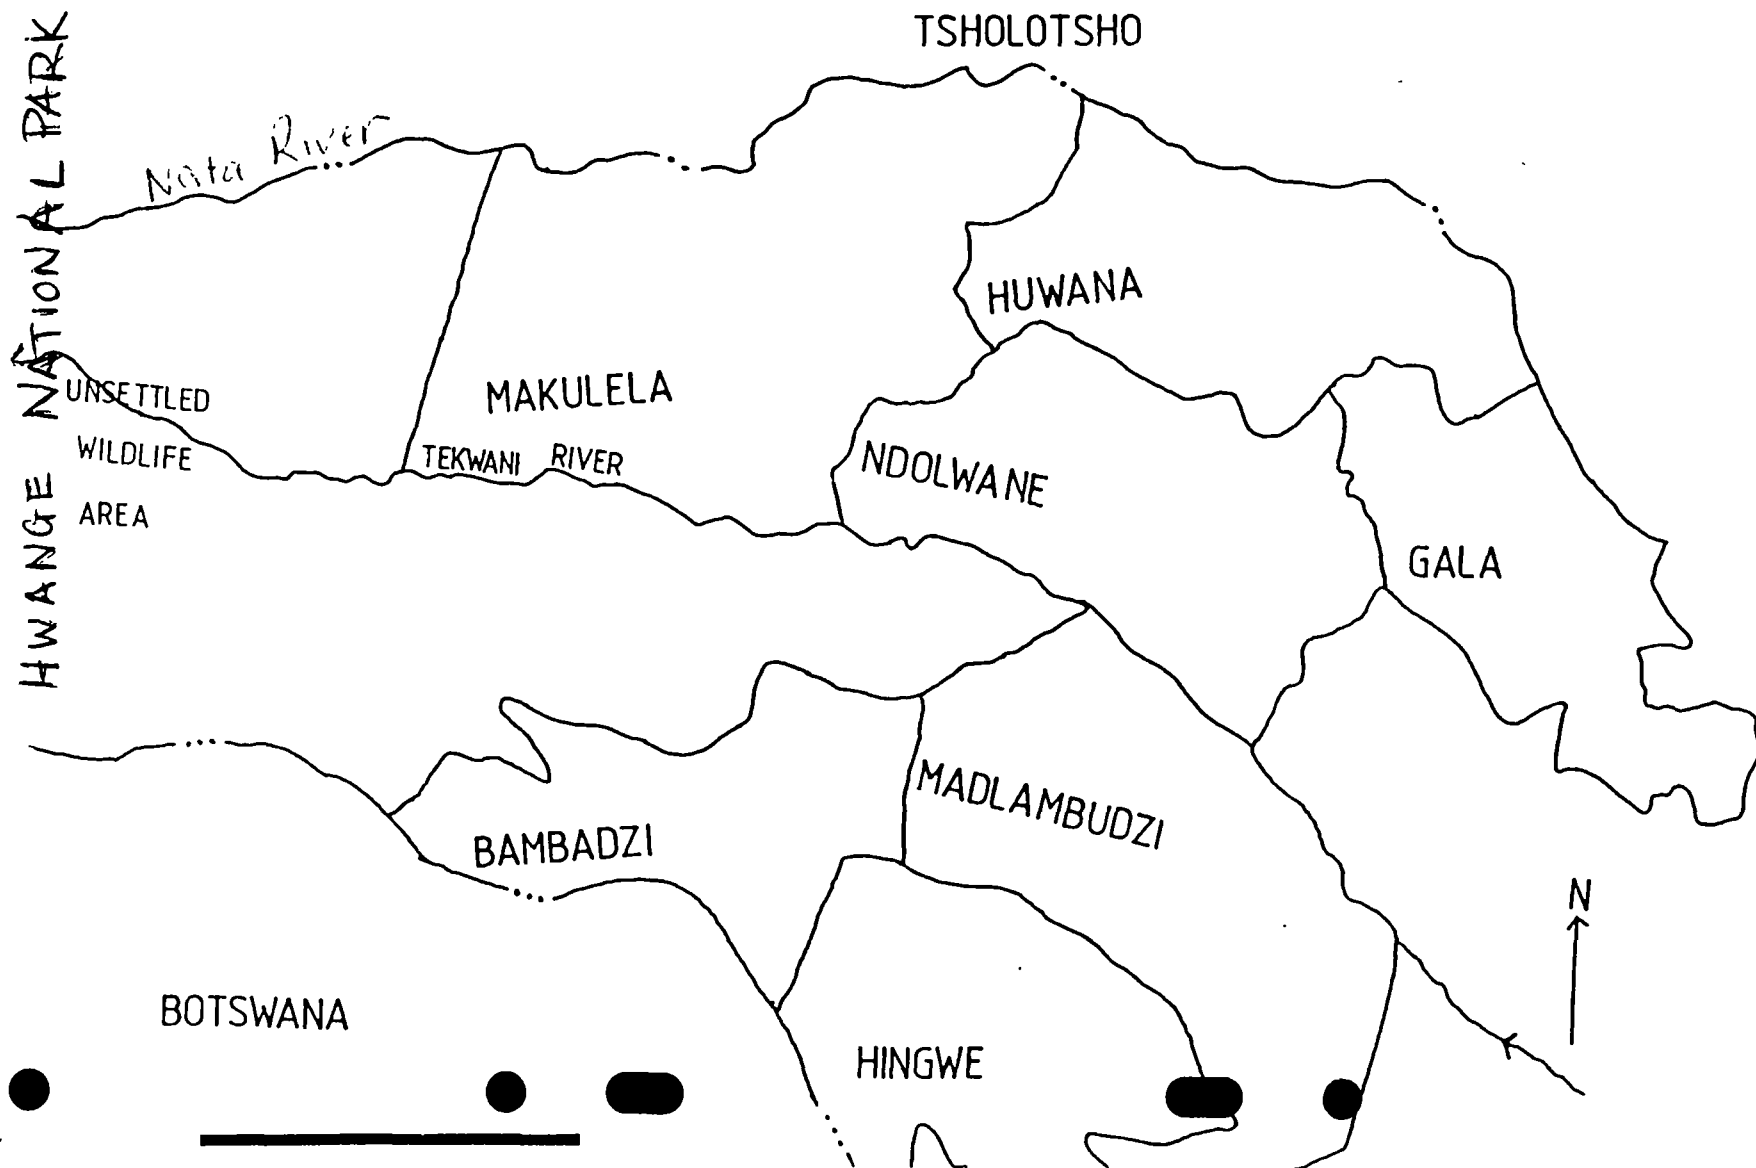 TSHOLOTSHO
HWANGE NATIONAL PARK
Nata River
HUWANA
UNSETTLED
WILDLIFE
AREA
MAKULELA
TEKWANI RIVER
NDOLWANE
GALA
MADLAMBUDZI
BAMBADZI
N
BOTSWANA
HINGWE